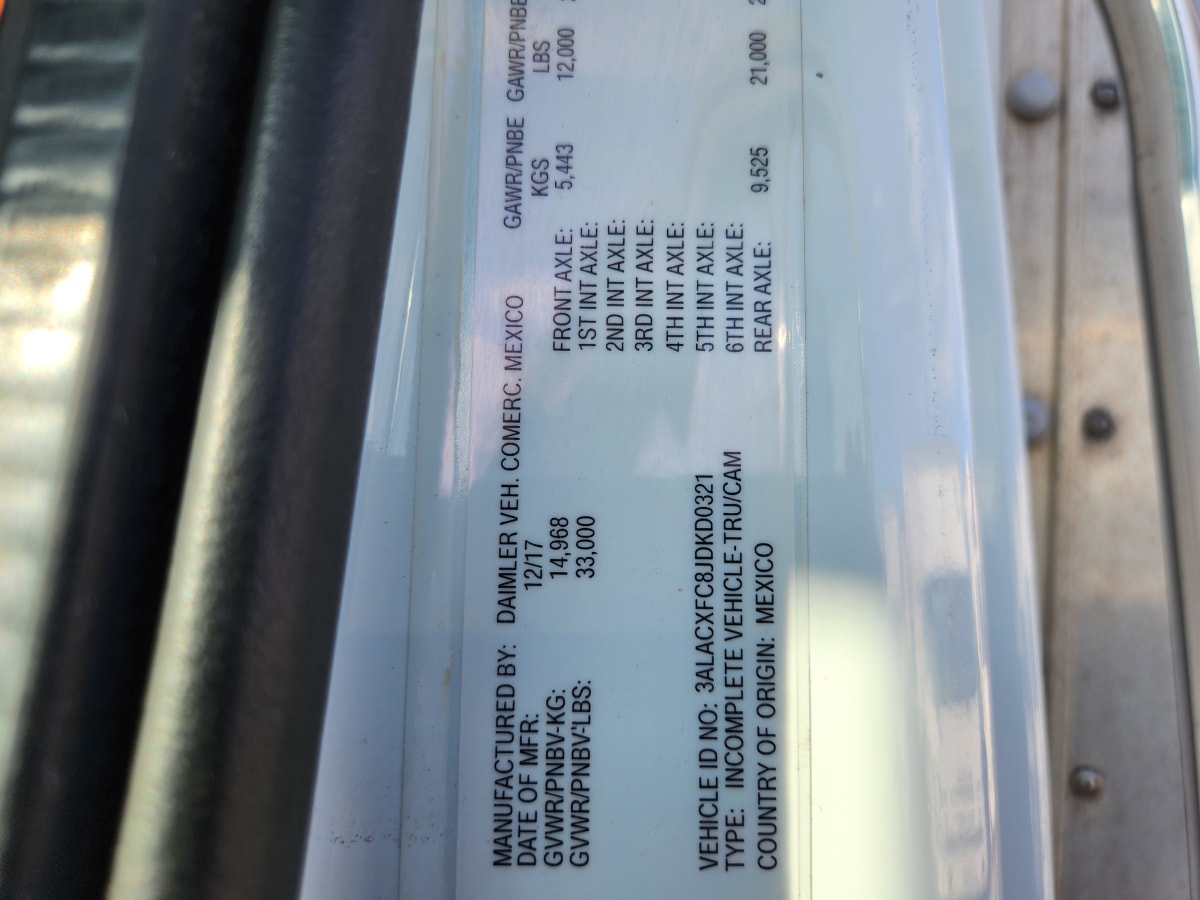 MANUFACTURED BY: DAIMLER VEH. COMERC. MEXICO GAWR/PNBE GAWR/PNBE
DATE OF MFR: 12/17 KGS LBS
GVWR/PNBV-KG: 14,968 FRONT AXLE: 5,443 12,000
GVWR/PNBV-LBS: 33,000 1ST INT AXLE:
2ND INT AXLE:
3RD INT AXLE:
4TH INT AXLE:
VEHICLE ID NO: 3ALACXFC8JDKD0321 5TH INT AXLE:
TYPE: INCOMPLETE VEHICLE-TRU/CAM 6TH INT AXLE:
COUNTRY OF ORIGIN: MEXICO REAR AXLE: 9,525 21,000